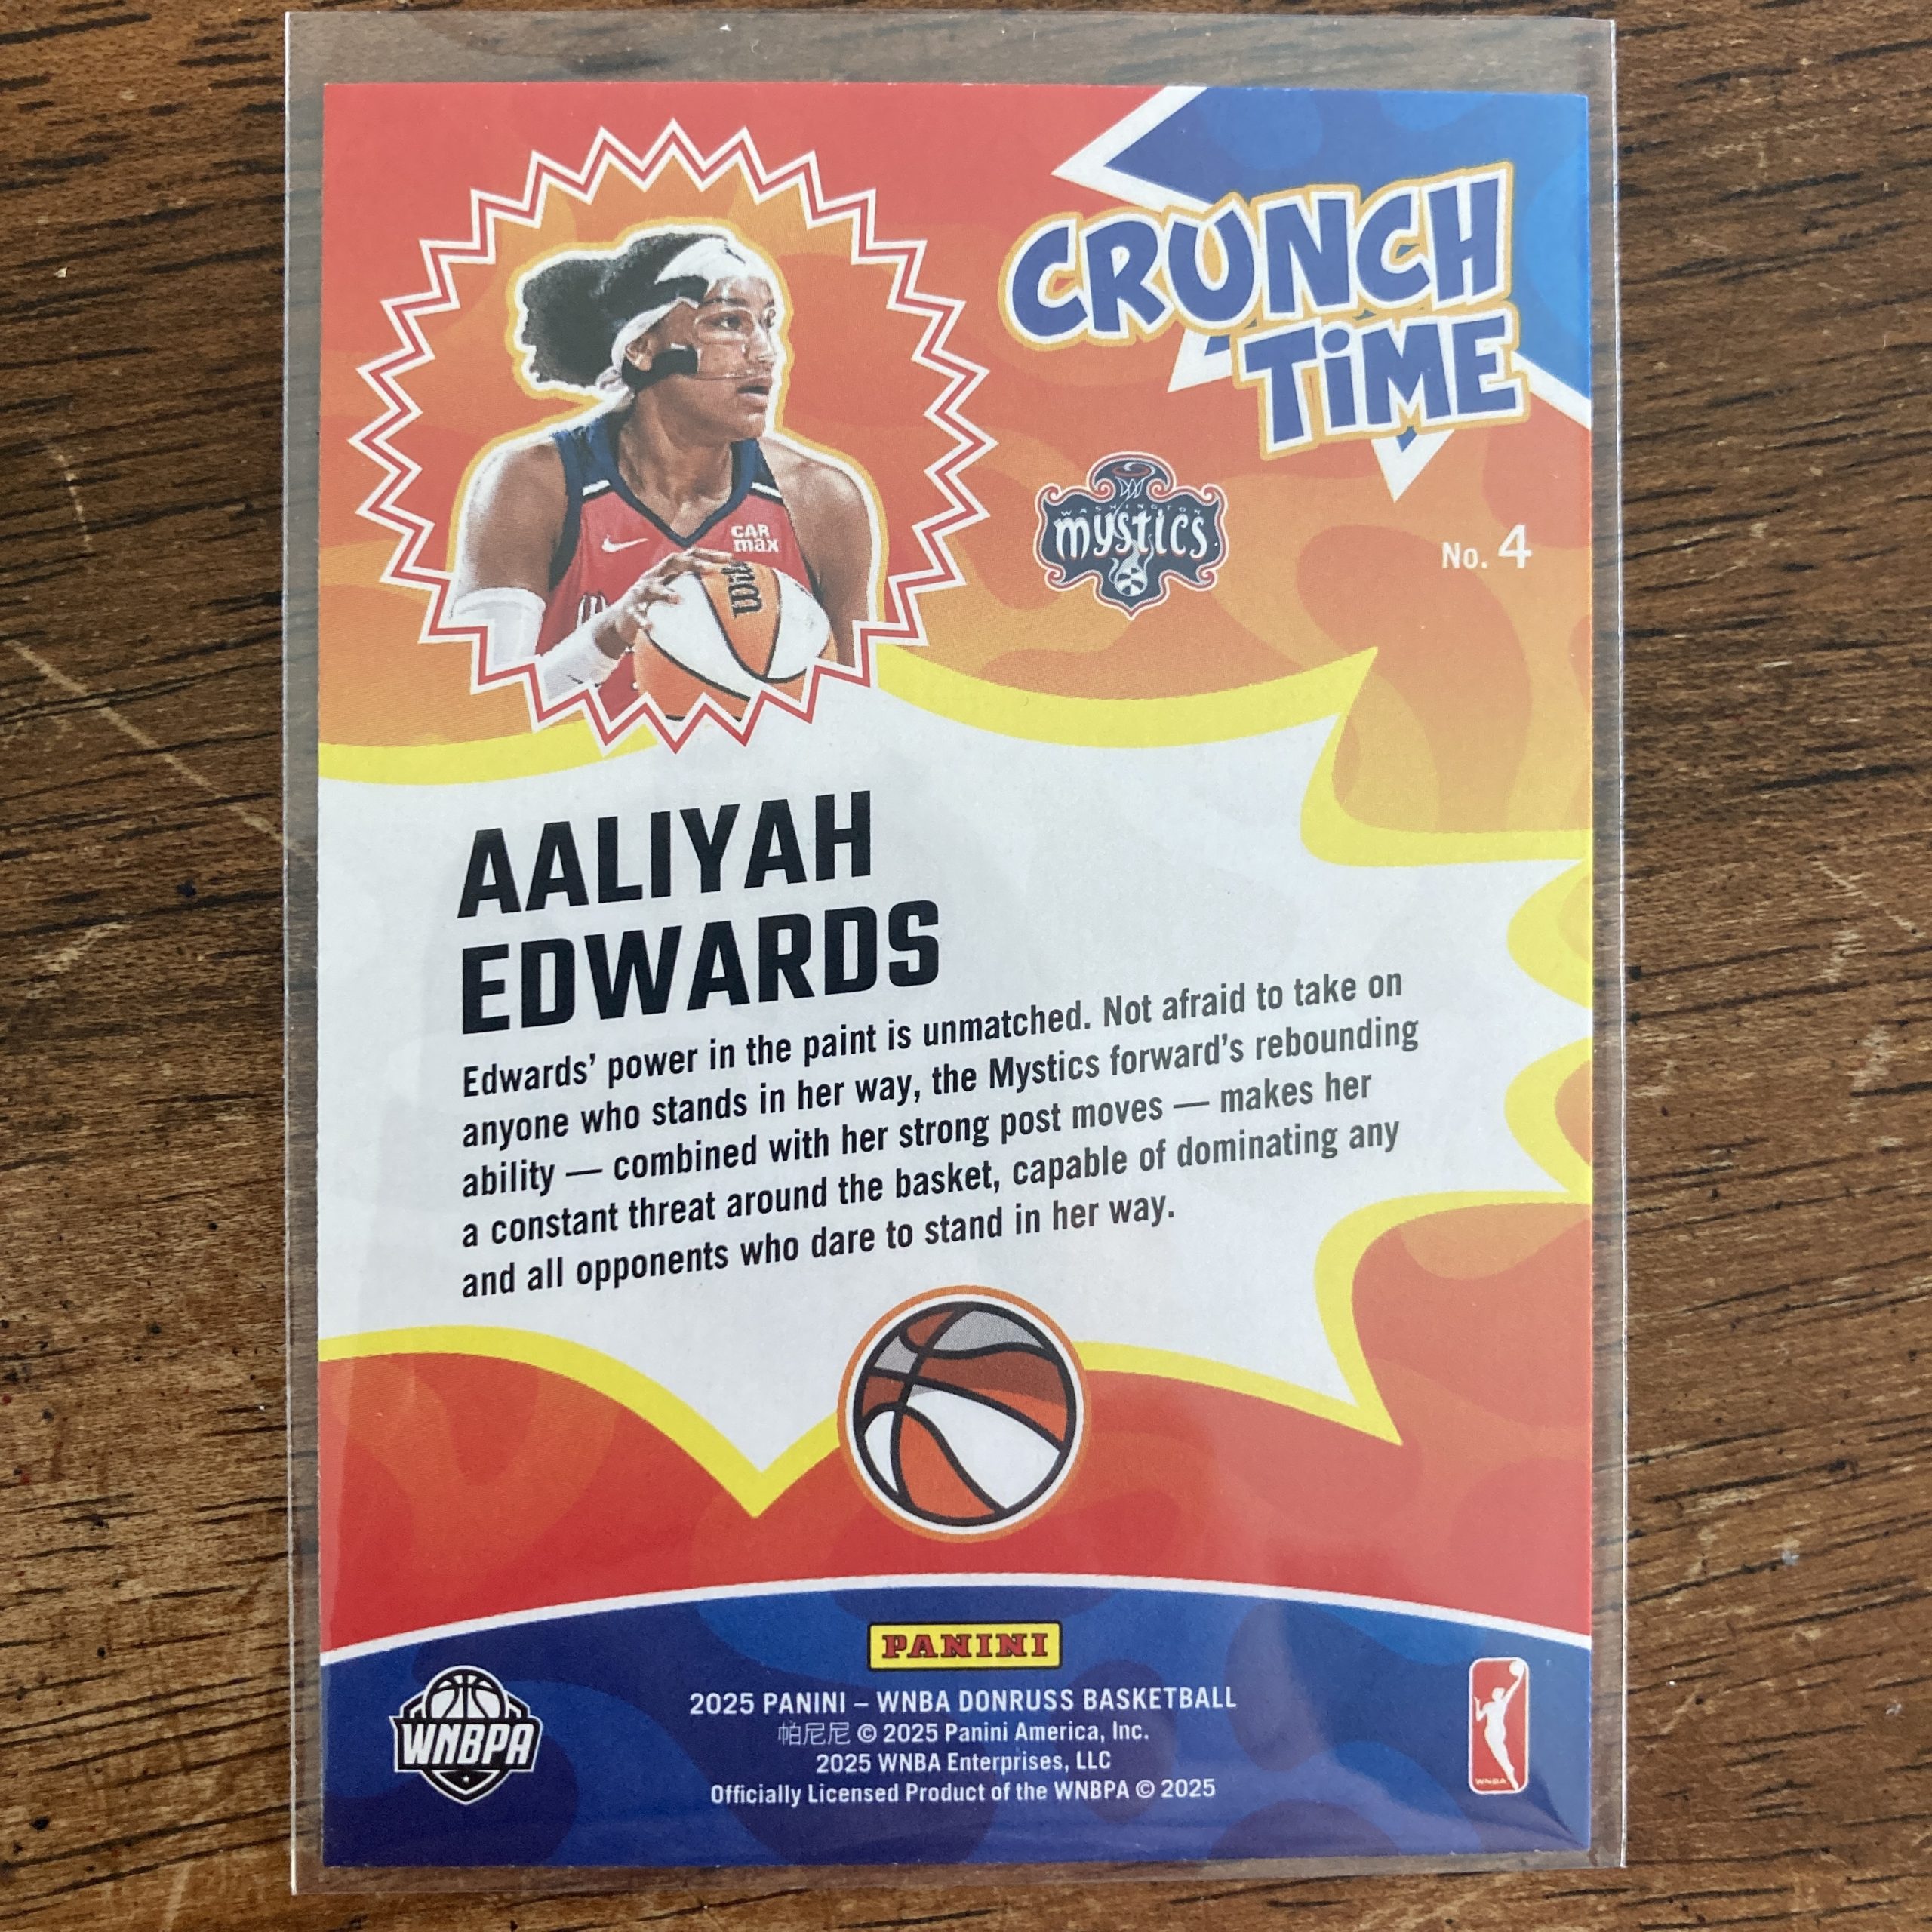 CRUNCH
TiME
WASHINGTON
mystics
No. 4
CAR
max
AALIYAH
EDWARDS
Edwards’ power in the paint is unmatched. Not afraid to take on
anyone who stands in her way, the Mystics forward’s rebounding
ability — combined with her strong post moves — makes her
a constant threat around the basket, capable of dominating any
and all opponents who dare to stand in her way.
PANINI
WNBPA
2025 PANINI – WNBA DONRUSS BASKETBALL
帕尼尼 © 2025 Panini America, Inc.
2025 WNBA Enterprises, LLC
Officially Licensed Product of the WNBPA © 2025
WNBA